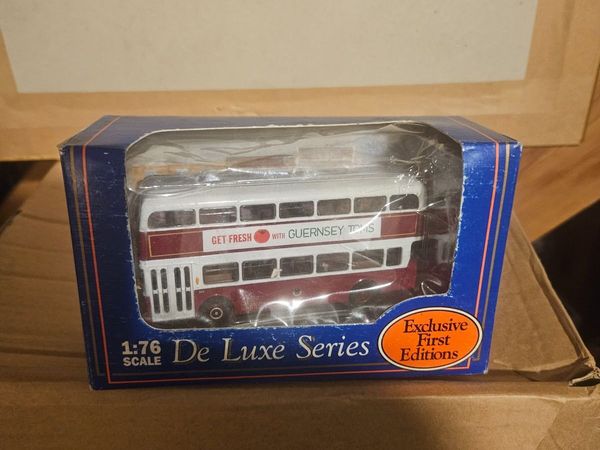 GET FRESH WITH GUERNSEY TOMS
1:76
SCALE
De Luxe Series
Exclusive
First
Editions